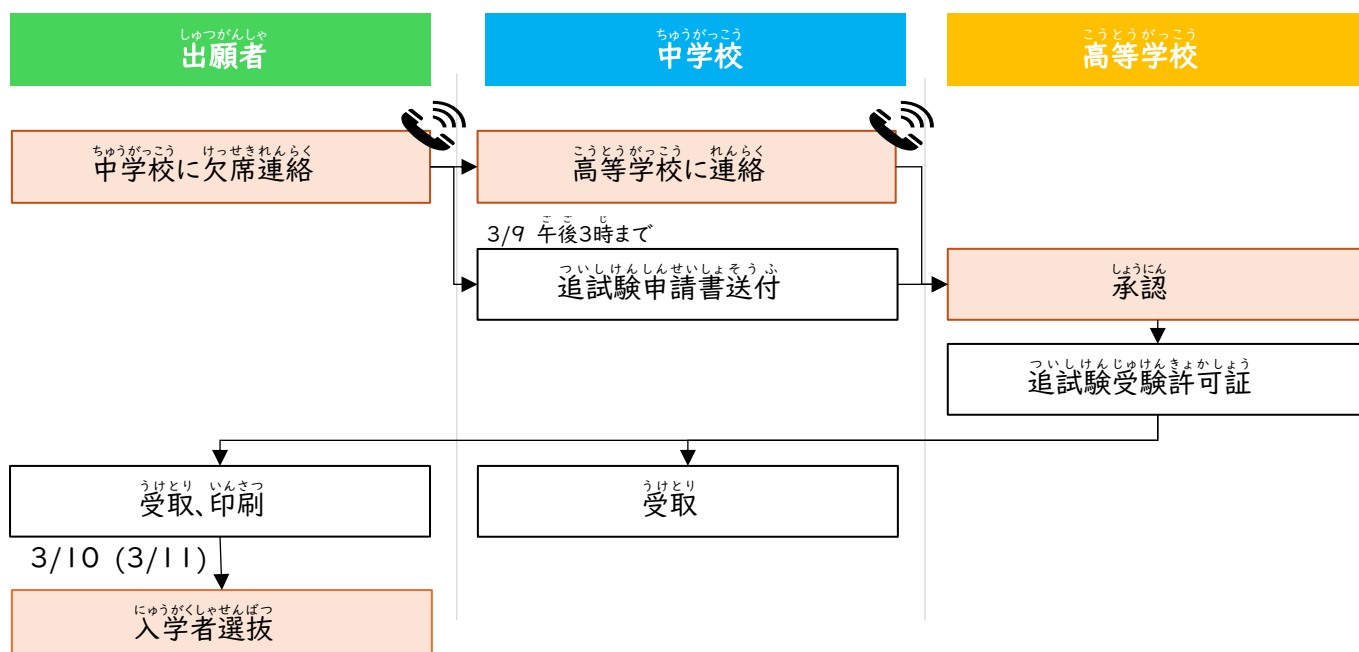 しゅつがんしゃ
出願者
ちゅうがっこう
中学校
こうとうがっこう
高等学校
ちゅうがっこう けっせきれんらく
中学校に欠席連絡
こうとうがっこう れんらく
高等学校に連絡
ごご じ
3/9 午後3時まで
ついしけんしんせいしょそうふ
追試験申請書送付
しょうにん
承認
ついしけんじゅけんきょかしょう
追試験受験許可証
うけとり いんさつ
受取、印刷
うけとり
受取
3/10 (3/11)
にゅうがくしゃせんばつ
入学者選抜